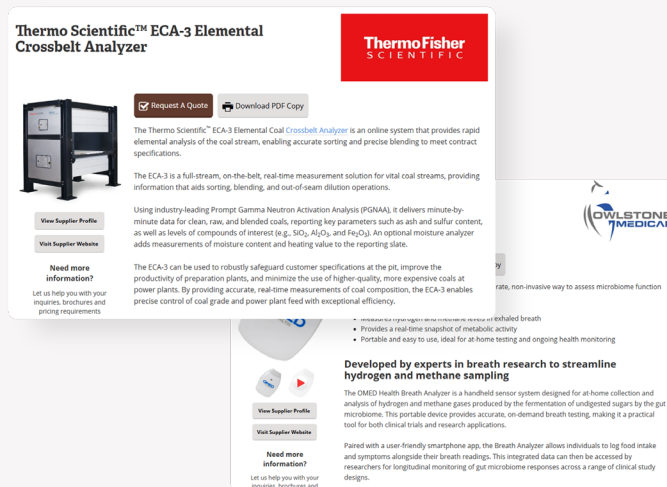 Thermo Scientific™ ECA-3 Elemental
Crossbelt Analyzer
ThermoFisher
SCIENTIFIC
Request A Quote
Download PDF Copy
The Thermo Scientific™ ECA-3 Elemental Coal Crossbelt Analyzer is an online system that provides rapid
elemental analysis of the coal stream, enabling accurate sorting and precise blending to meet contract
specifications.
The ECA-3 is a full-stream, on-the-belt, real-time measurement solution for vital coal streams, providing
information that aids sorting, blending, and out-of-seam dilution operations.
Using industry-leading Prompt Gamma Neutron Activation Analysis (PGNAA), it delivers minute-by-
minute data for clean, raw, and blended coals, reporting key parameters such as ash and sulfur content,
as well as levels of compounds of interest (e.g., SiO₂, Al₂O₃, and Fe₂O₃). An optional moisture analyzer
adds measurements of moisture content and heating value to the reporting slate.
The ECA-3 can be used to robustly safeguard customer specifications at the pit, improve the
productivity of preparation plants, and minimize the use of higher-quality, more expensive coals at
power plants. By providing accurate, real-time measurements of coal composition, the ECA-3 enables
precise control of coal grade and power plant feed with exceptional efficiency.
View Supplier Profile
Visit Supplier Website
Need more
information?
Let us help you with your
inquiries, brochures and
pricing requirements
OWLSTONE
MEDICAL
rate, non-invasive way to assess microbiome function
• Measures hydrogen and methane levels in exhaled breath
• Provides a real-time snapshot of metabolic activity
• Portable and easy to use, ideal for at-home testing and ongoing health monitoring
Developed by experts in breath research to streamline
hydrogen and methane sampling
The OMED Health Breath Analyzer is a handheld sensor system designed for at-home collection and
analysis of hydrogen and methane gases produced by the fermentation of undigested sugars by the gut
microbiome. This portable device provides accurate, on-demand breath testing, making it a practical
tool for both clinical trials and research applications.
Paired with a user-friendly smartphone app, the Breath Analyzer allows individuals to log food intake
and symptoms alongside their breath readings. This integrated data can then be accessed by
researchers for longitudinal monitoring of gut microbiome responses across a range of clinical study
designs.
OMED
View Supplier Profile
Visit Supplier Website
Need more
information?
Let us help you with your
inquiries, brochures and